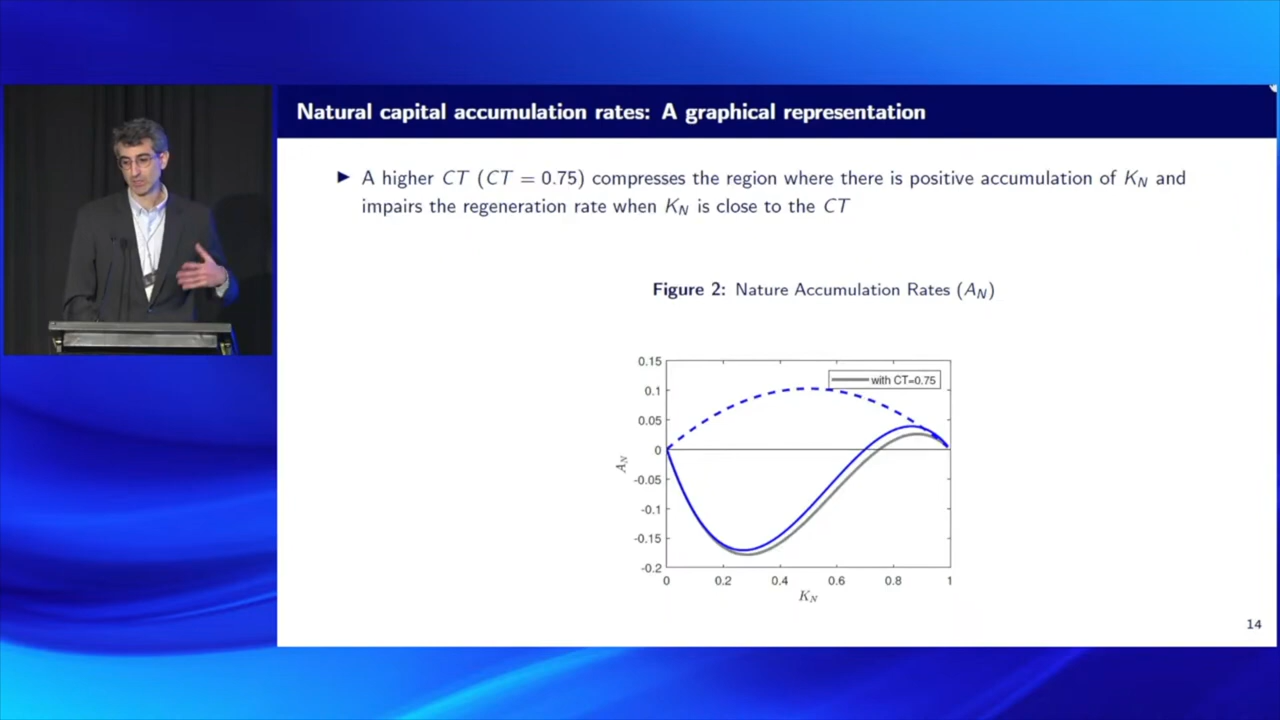 Natural capital accumulation rates: A graphical representation
▶ A higher CT (CT = 0.75) compresses the region where there is positive accumulation of K_N and
impairs the regeneration rate when K_N is close to the CT
Figure 2: Nature Accumulation Rates (A_N)
0.15
with CT=0.75
0.1
0.05
0
-0.05
-0.1
-0.15
-0.2
A_N
0 0.2 0.4 0.6 0.8 1
K_N
14